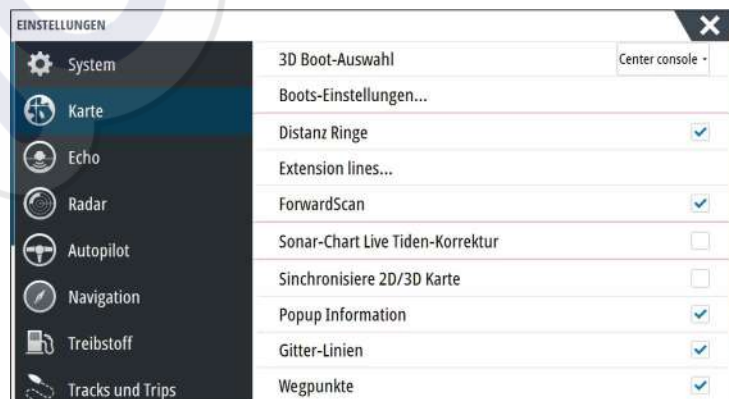 EINSTELLUNGEN
System
Karte
Echo
Radar
Autopilot
Navigation
Treibstoff
Tracks und Trips
3D Boot-Auswahl Center console
Boots-Einstellungen...
Distanz Ringe
Extension lines...
ForwardScan
Sonar-Chart Live Tiden-Korrektur
Sinchronisiere 2D/3D Karte
Popup Information
Gitter-Linien
Wegpunkte